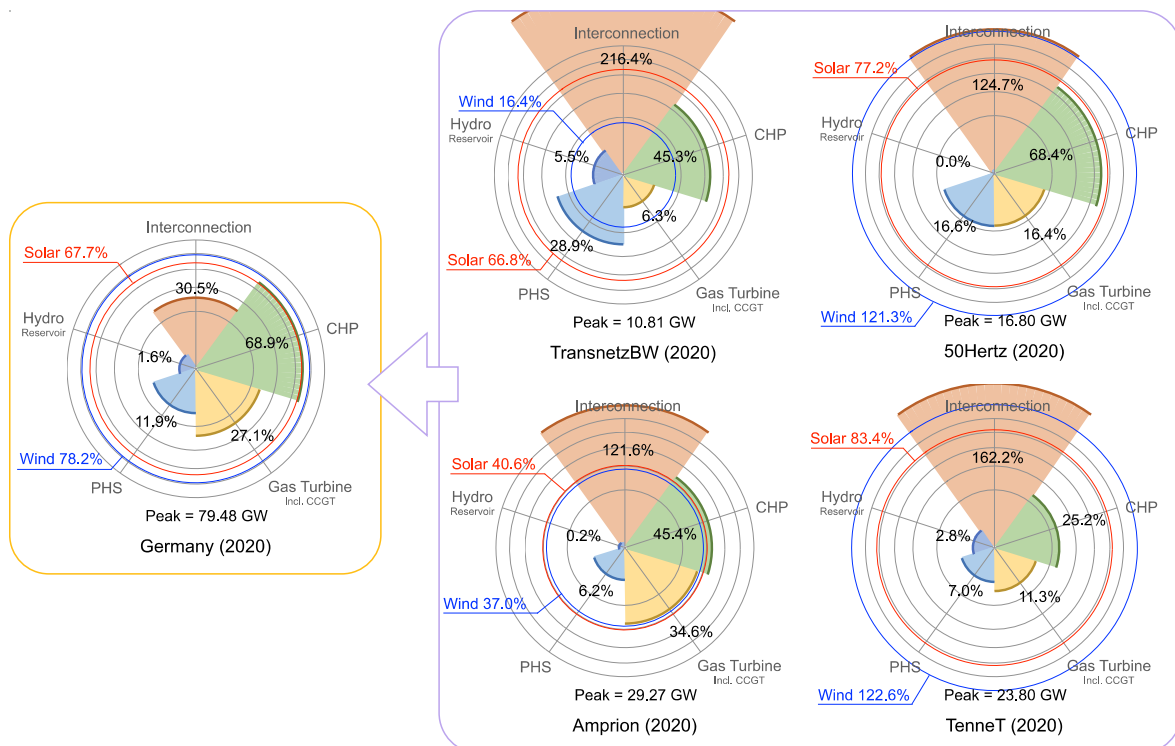 Interconnection
Solar 67.7%
30.5%
Hydro
Reservoir
CHP
68.9%
1.6%
11.9%
27.1%
Wind 78.2%
PHS
Gas Turbine
Incl. CCGT
Peak = 79.48 GW
Germany (2020)
Interconnection
216.4%
Wind 16.4%
Hydro
Reservoir
CHP
5.5%
45.3%
6.3%
28.9%
Solar 66.8%
PHS
Gas Turbine
Incl. CCGT
Peak = 10.81 GW
TransnetzBW (2020)
Interconnection
Solar 77.2%
124.7%
Hydro
Reservoir
CHP
0.0%
68.4%
16.6%
16.4%
PHS
Gas Turbine
Incl. CCGT
Wind 121.3%
Peak = 16.80 GW
50Hertz (2020)
Interconnection
121.6%
Solar 40.6%
Hydro
Reservoir
CHP
0.2%
45.4%
6.2%
Wind 37.0%
34.6%
PHS
Gas Turbine
Incl. CCGT
Peak = 29.27 GW
Amprion (2020)
Interconnection
Solar 83.4%
162.2%
Hydro
Reservoir
CHP
25.2%
2.8%
7.0%
11.3%
PHS
Gas Turbine
Incl. CCGT
Wind 122.6%
Peak = 23.80 GW
TenneT (2020)